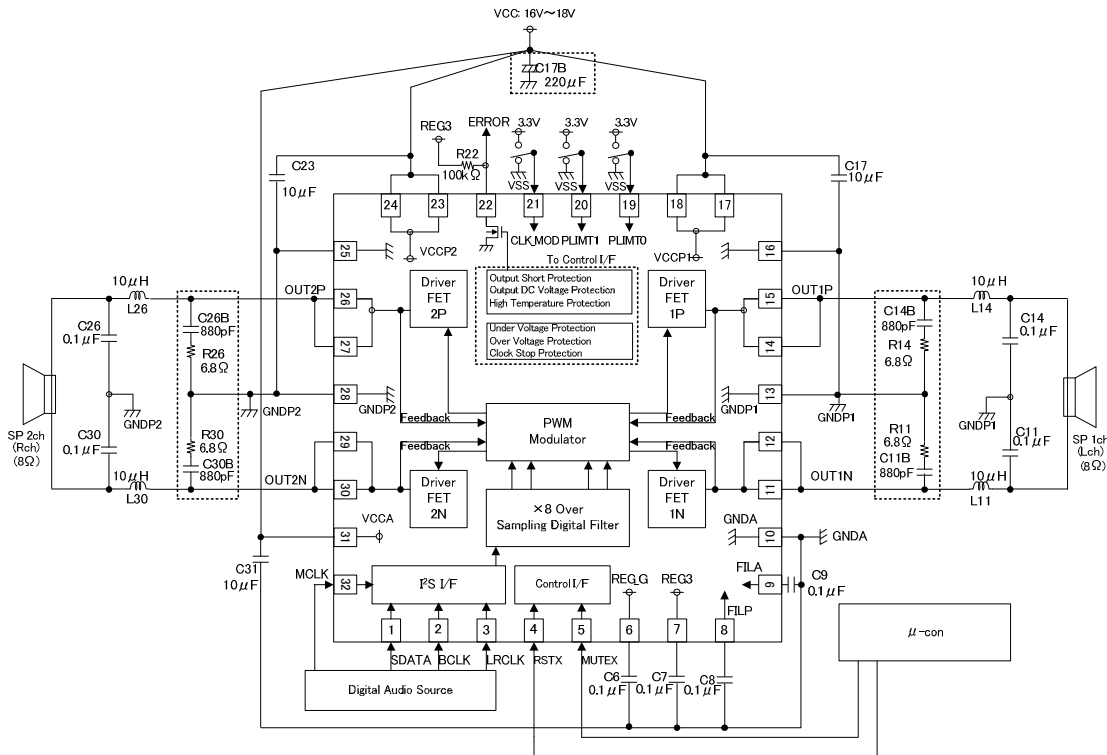 VCC: 16V～18V
C17B
220μF
REG3
ERROR
3.3V
3.3V
3.3V
R22
100kΩ
VSS
VSS
VSS
C23
10μF
C17
10μF
24
23
22
21
20
19
18
17
VCCP2
CLK_MOD
PLIMT1
PLIMT0
VCCP1
To Control I/F
25
16
Output Short Protection
Output DC Voltage Protection
High Temperature Protection
Under Voltage Protection
Over Voltage Protection
Clock Stop Protection
Driver
FET
2P
Driver
FET
1P
10μH
L26
OUT2P
26
27
C26
0.1μF
C26B
880pF
R26
6.8Ω
15
14
OUT1P
10μH
L14
C14B
880pF
R14
6.8Ω
C14
0.1μF
28
GNDP2
GNDP2
GNDP2
13
GNDP1
GNDP1
GNDP1
SP 2ch
(Rch)
(8Ω)
SP 1ch
(Lch)
(8Ω)
Feedback
Feedback
Feedback
Feedback
PWM
Modulator
C30
0.1μF
R30
6.8Ω
C30B
880pF
29
30
OUT2N
10μH
L30
12
11
OUT1N
R11
6.8Ω
C11B
880pF
C11
0.1μF
10μH
L11
Driver
FET
2N
Driver
FET
1N
×8 Over
Sampling Digital Filter
31
VCCA
GNDA
10
GNDA
C31
10μF
MCLK
32
I²S I/F
Control I/F
REG_G
REG3
FILA
9
C9
0.1μF
FILP
1
2
3
4
5
6
7
8
SDATA
BCLK
LRCLK
RSTX
MUTEX
C6
0.1μF
C7
0.1μF
C8
0.1μF
Digital Audio Source
μ-con